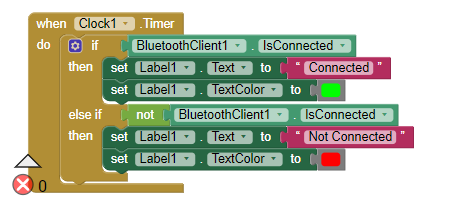 when Clock1 .Timer
do if BluetoothClient1 . IsConnected
then set Label1 . Text to " Connected "
set Label1 . TextColor to
else if not BluetoothClient1 . IsConnected
then set Label1 . Text to " Not Connected "
set Label1 . TextColor to
0